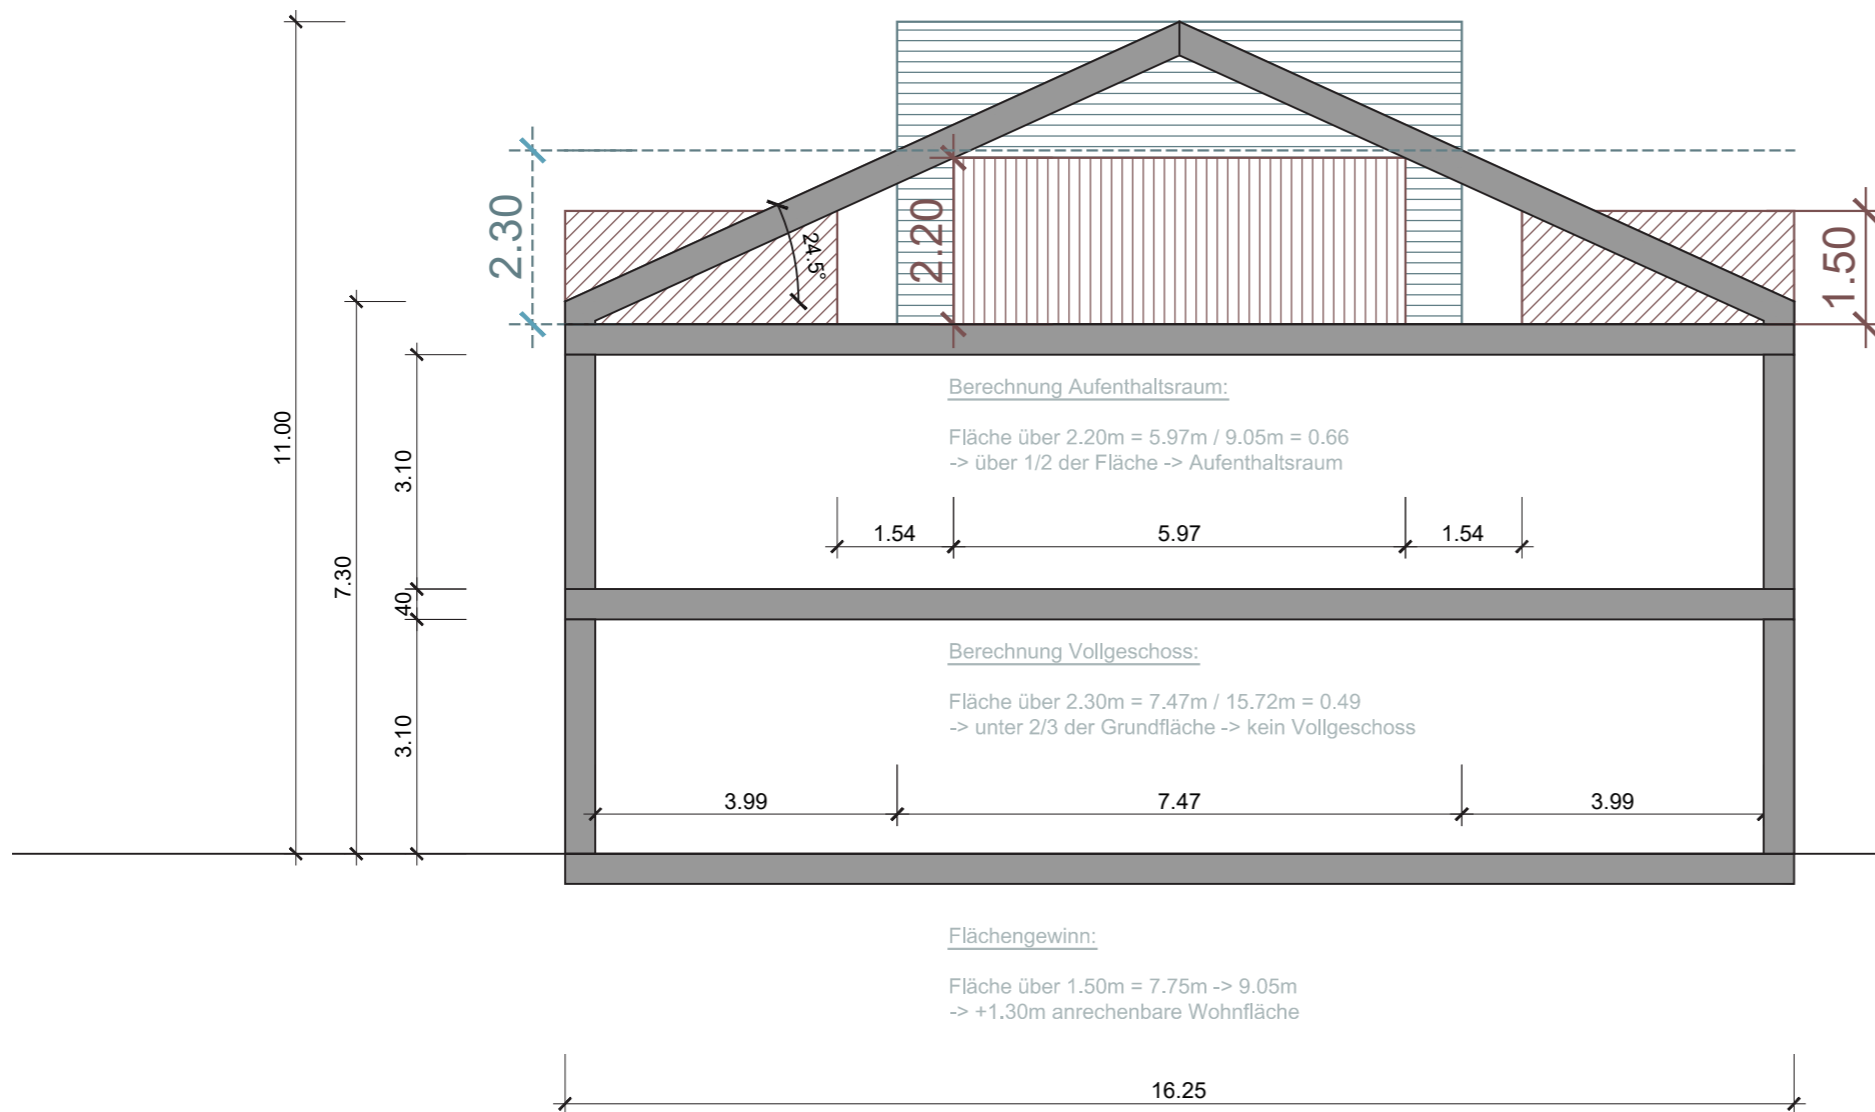 11.00
7.30
3.10
40
3.10
2.30
24.5°
2.20
1.50
Berechnung Aufenthaltsraum:
Fläche über 2.20m = 5.97m / 9.05m = 0.66
-> über 1/2 der Fläche -> Aufenthaltsraum
1.54 5.97 1.54
Berechnung Vollgeschoss:
Fläche über 2.30m = 7.47m / 15.72m = 0.49
-> unter 2/3 der Grundfläche -> kein Vollgeschoss
3.99 7.47 3.99
Flächengewinn:
Fläche über 1.50m = 7.75m -> 9.05m
-> +1.30m anrechenbare Wohnfläche
16.25